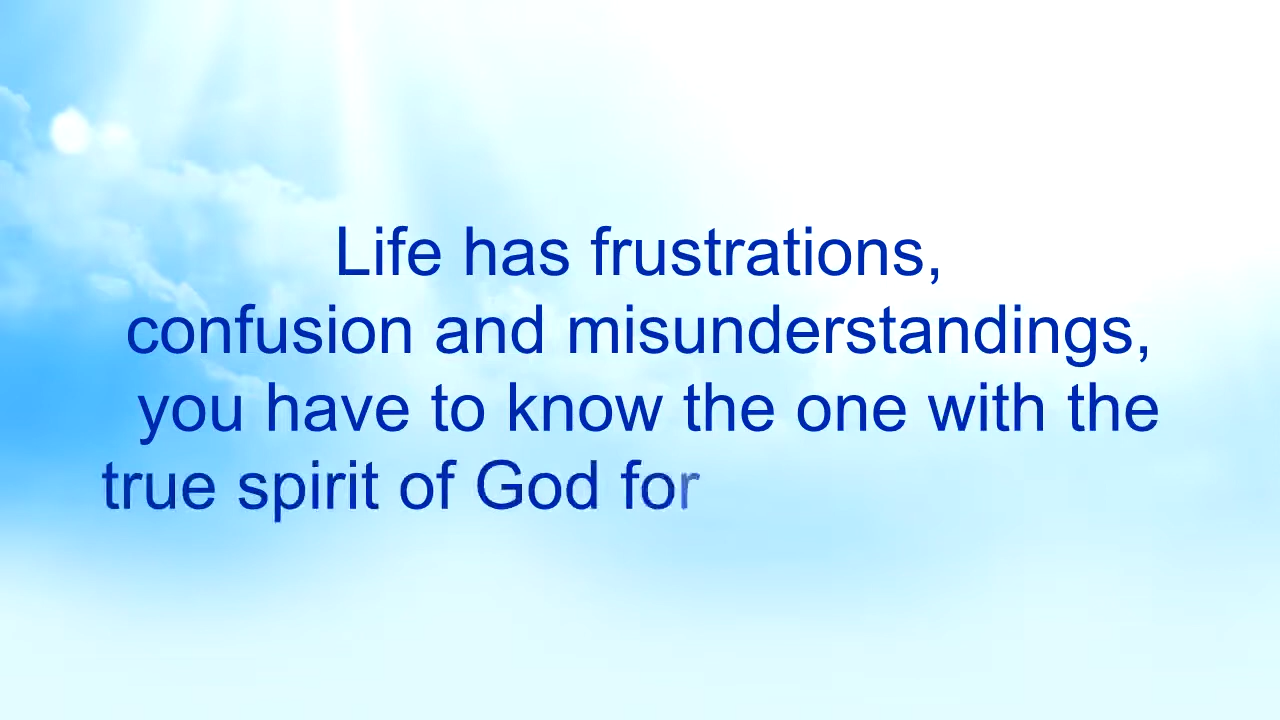 Life has frustrations,
confusion and misunderstandings,
you have to know the one with the
true spirit of God for